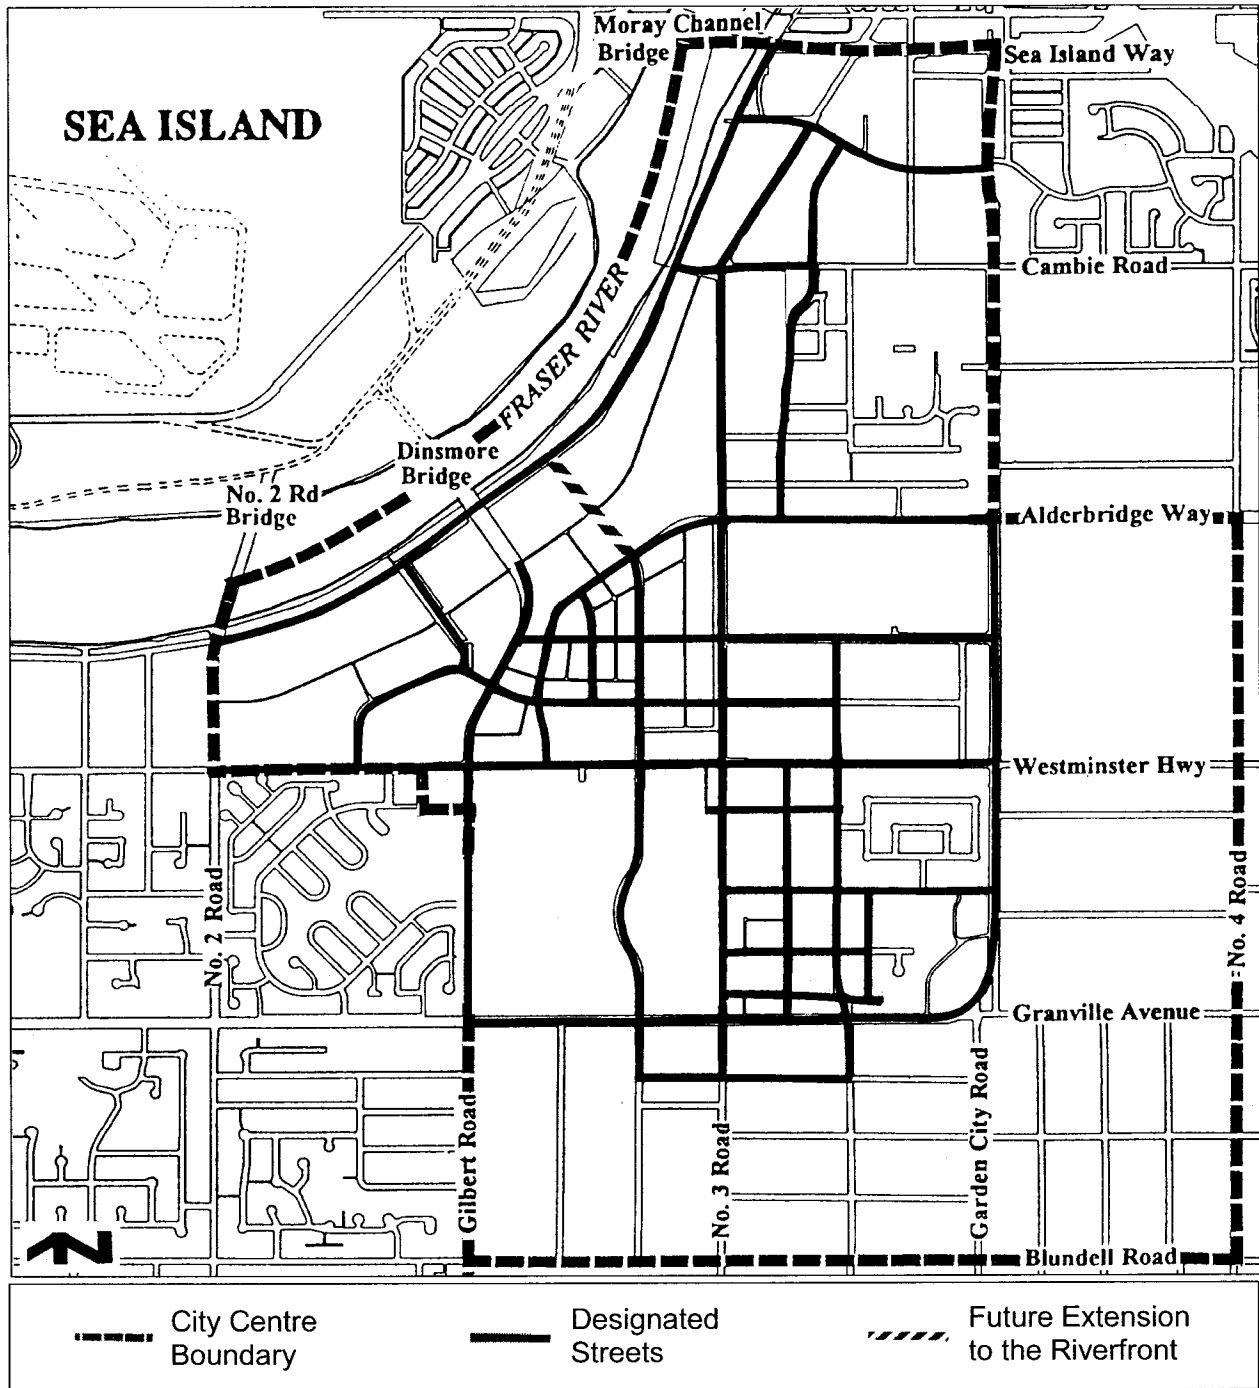 Moray Channel
Bridge
Sea Island Way
SEA ISLAND
Cambie Road
FRASER RIVER
Dinsmore
Bridge
No. 2 Rd
Bridge
Alderbridge Way
Westminster Hwy
No. 2 Road
No. 4 Road
Granville Avenue
Gilbert Road
No. 3 Road
Garden City Road
Blundell Road
N
City Centre
Boundary
Designated
Streets
Future Extension
to the Riverfront